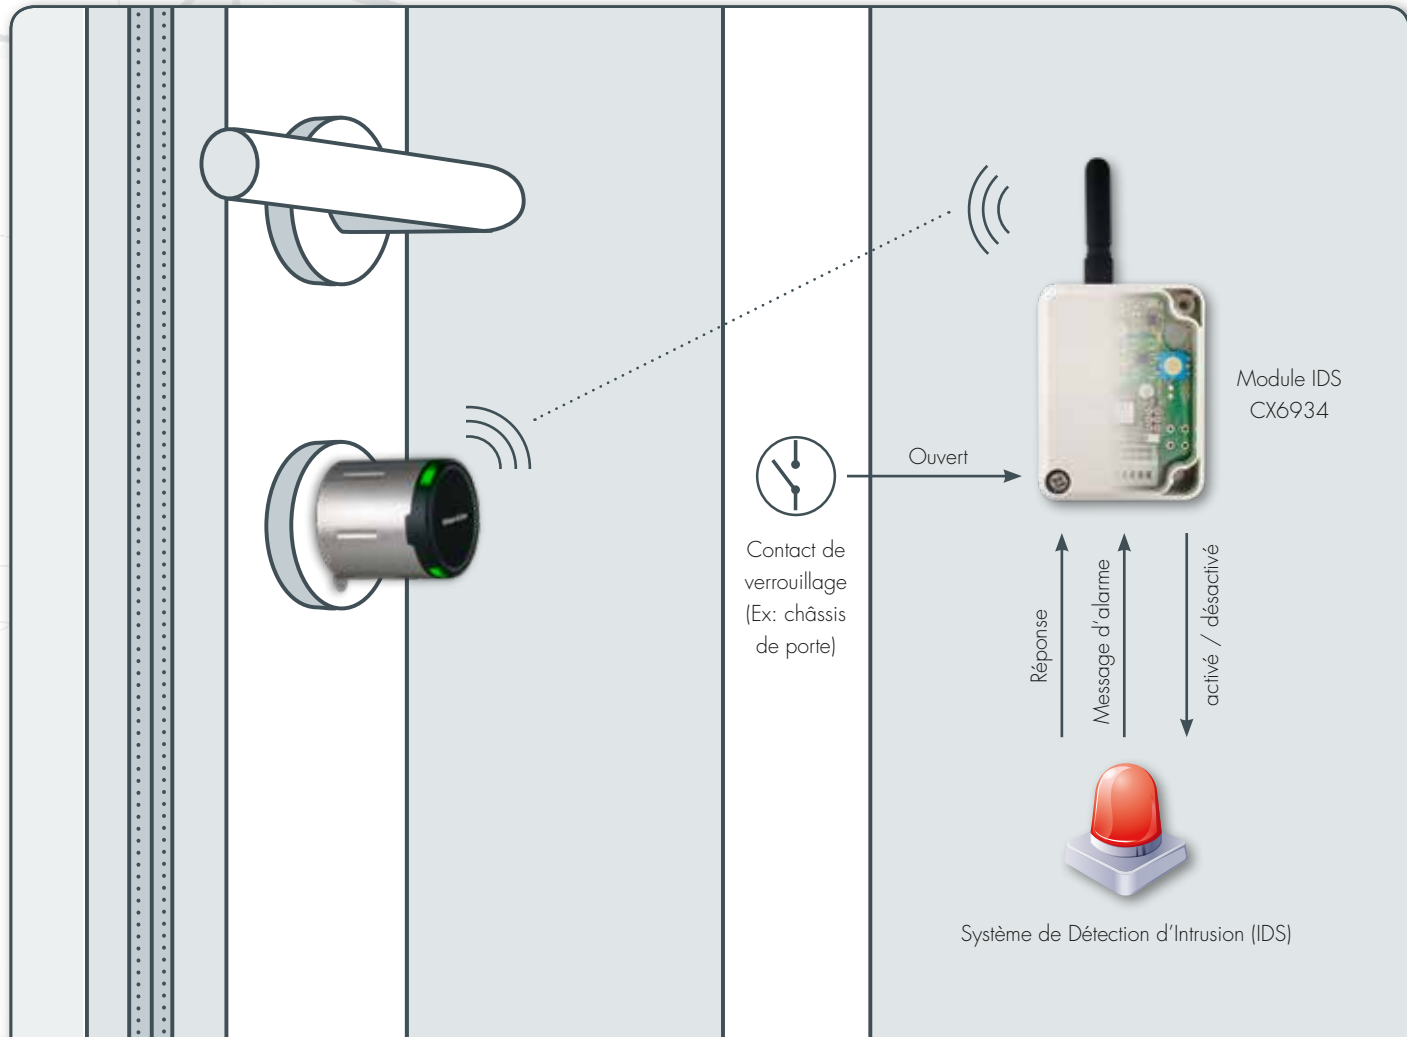 Module IDS
CX6934
Ouvert
Contact de
verrouillage
(Ex: châssis
de porte)
Réponse
Message d'alarme
activé / désactivé
Système de Détection d'Intrusion (IDS)